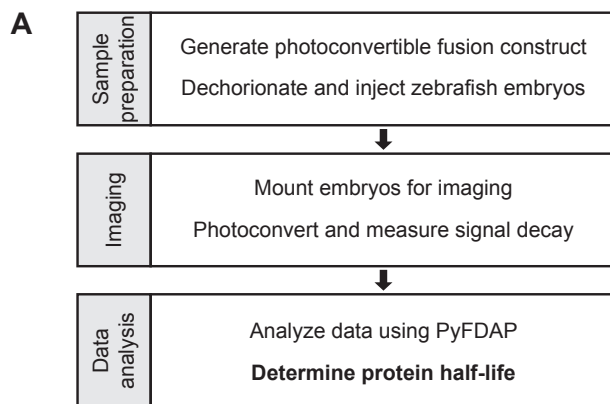 A
Sample
preparation
Generate photoconvertible fusion construct
Dechorionate and inject zebrafish embryos
Imaging
Mount embryos for imaging
Photoconvert and measure signal decay
Data
analysis
Analyze data using PyFDAP
Determine protein half-life